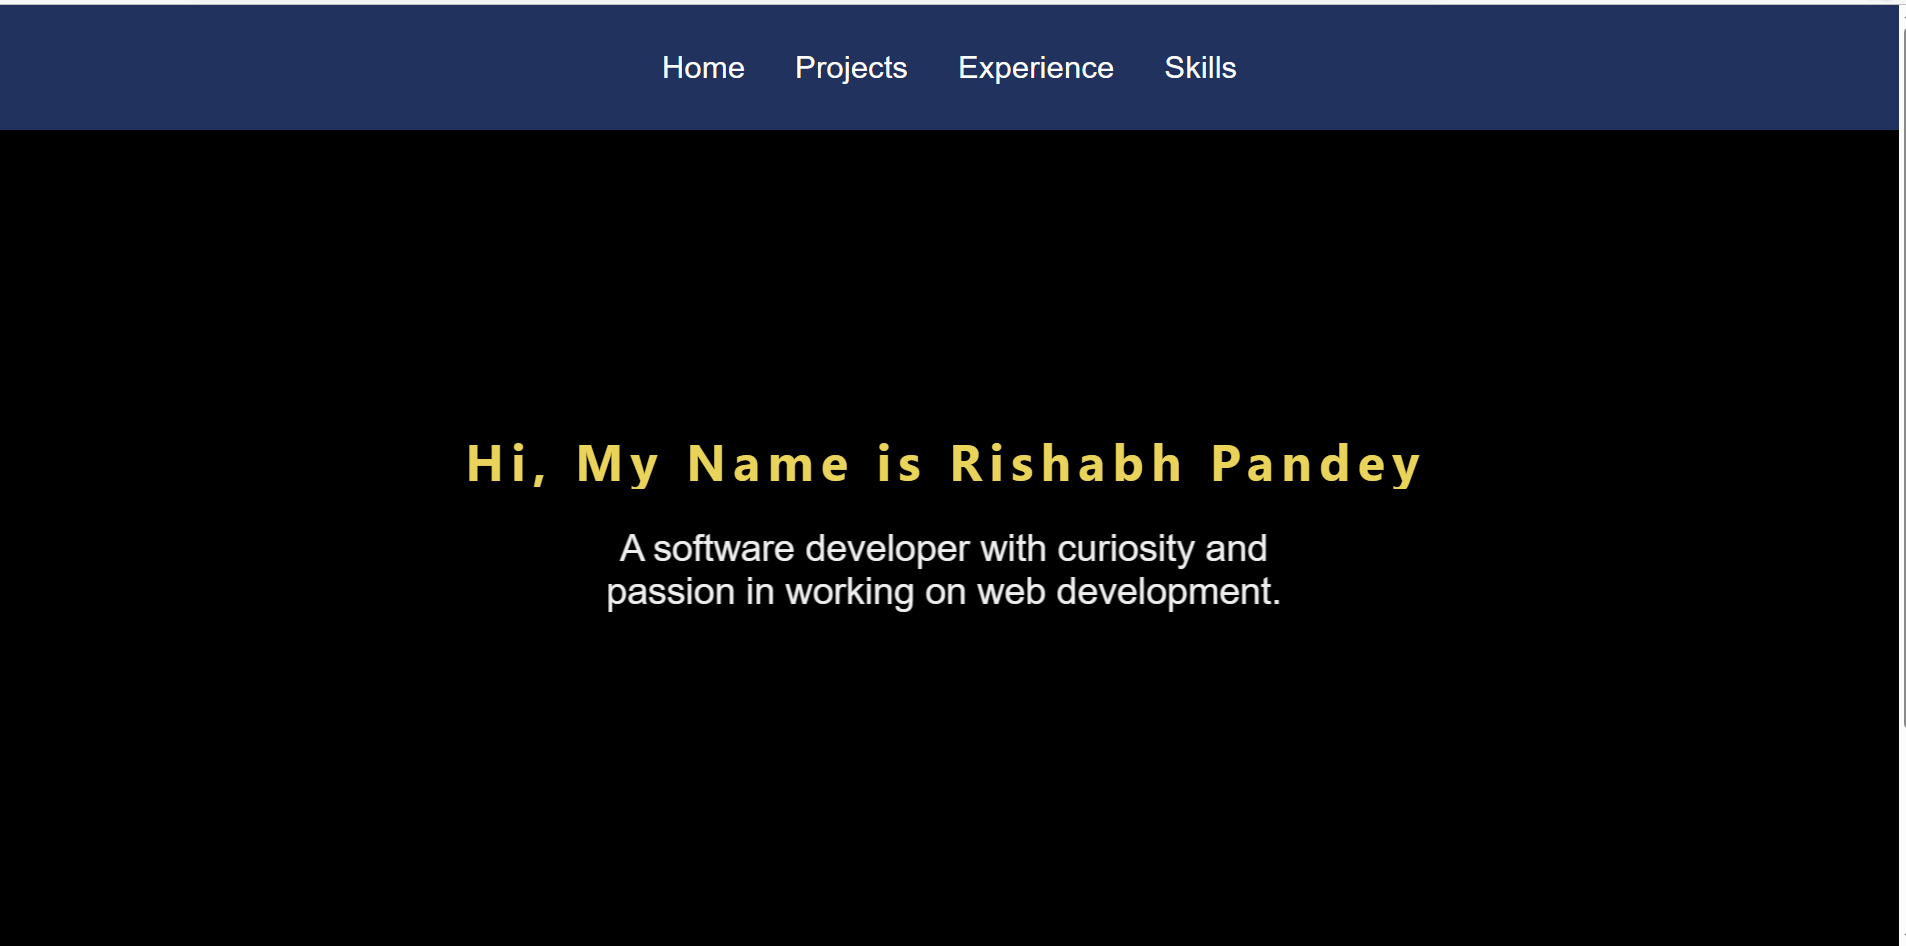 Home Projects Experience Skills
Hi, My Name is Rishabh Pandey
A software developer with curiosity and
passion in working on web development.